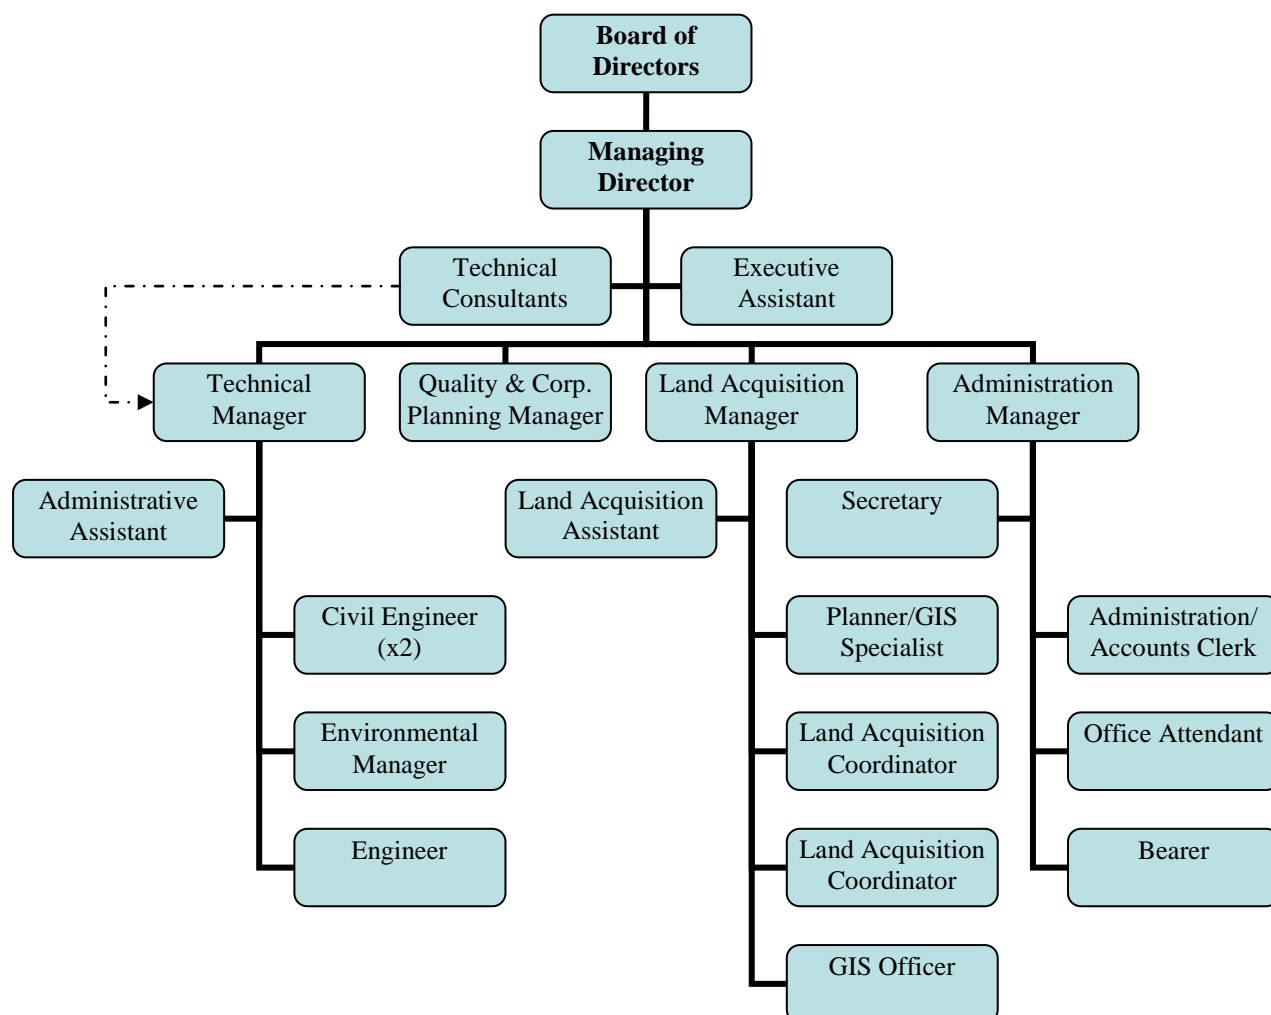 Board of
Directors
Managing
Director
Technical
Consultants
Executive
Assistant
Technical
Manager
Quality & Corp.
Planning Manager
Land Acquisition
Manager
Administration
Manager
Administrative
Assistant
Land Acquisition
Assistant
Secretary
Civil Engineer
(x2)
Planner/GIS
Specialist
Administration/
Accounts Clerk
Environmental
Manager
Land Acquisition
Coordinator
Office Attendant
Engineer
Land Acquisition
Coordinator
Bearer
GIS Officer